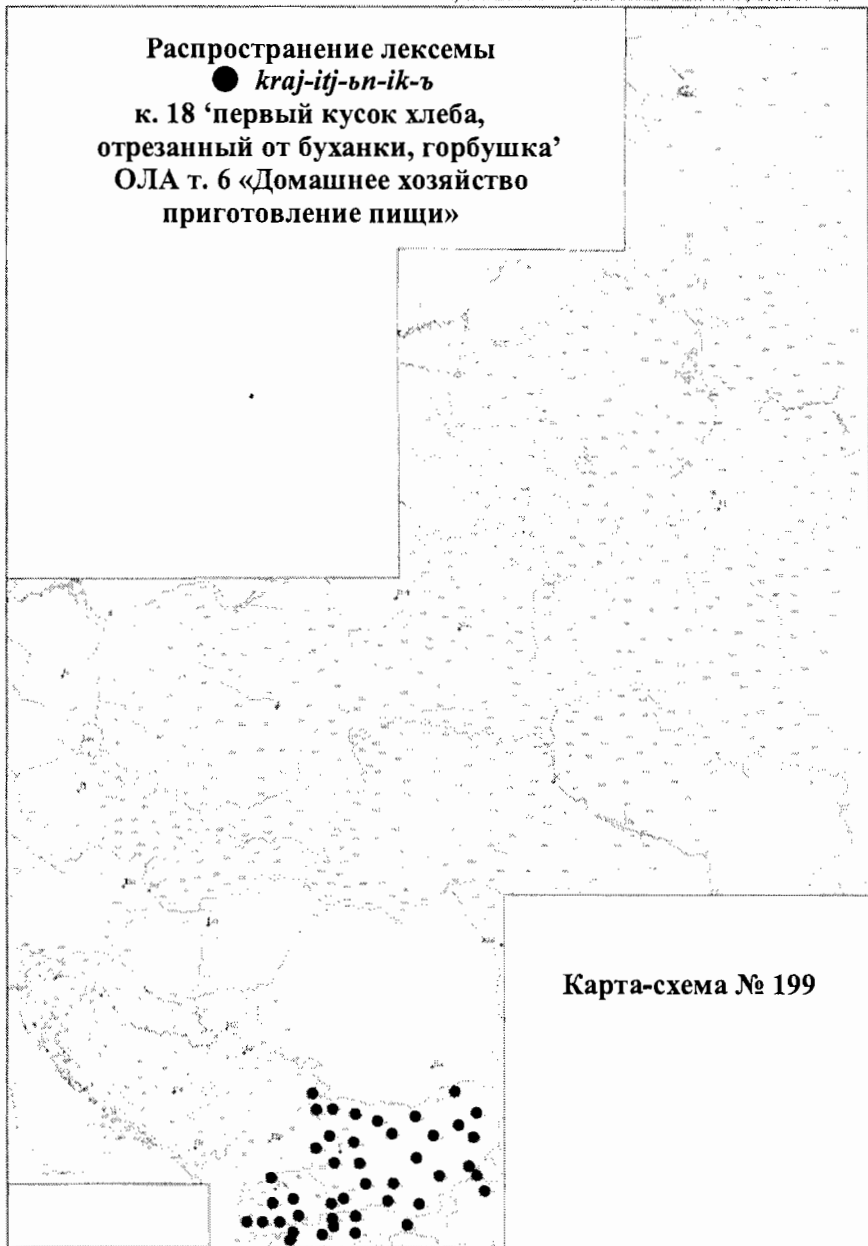 Распространение лексемы
● kraj-itj-ьn-ik-ъ
к. 18 ‘первый кусок хлеба,
отрезанный от буханки, горбушка’
ОЛА т. 6 «Домашнее хозяйство
приготовление пищи»
Карта-схема № 199